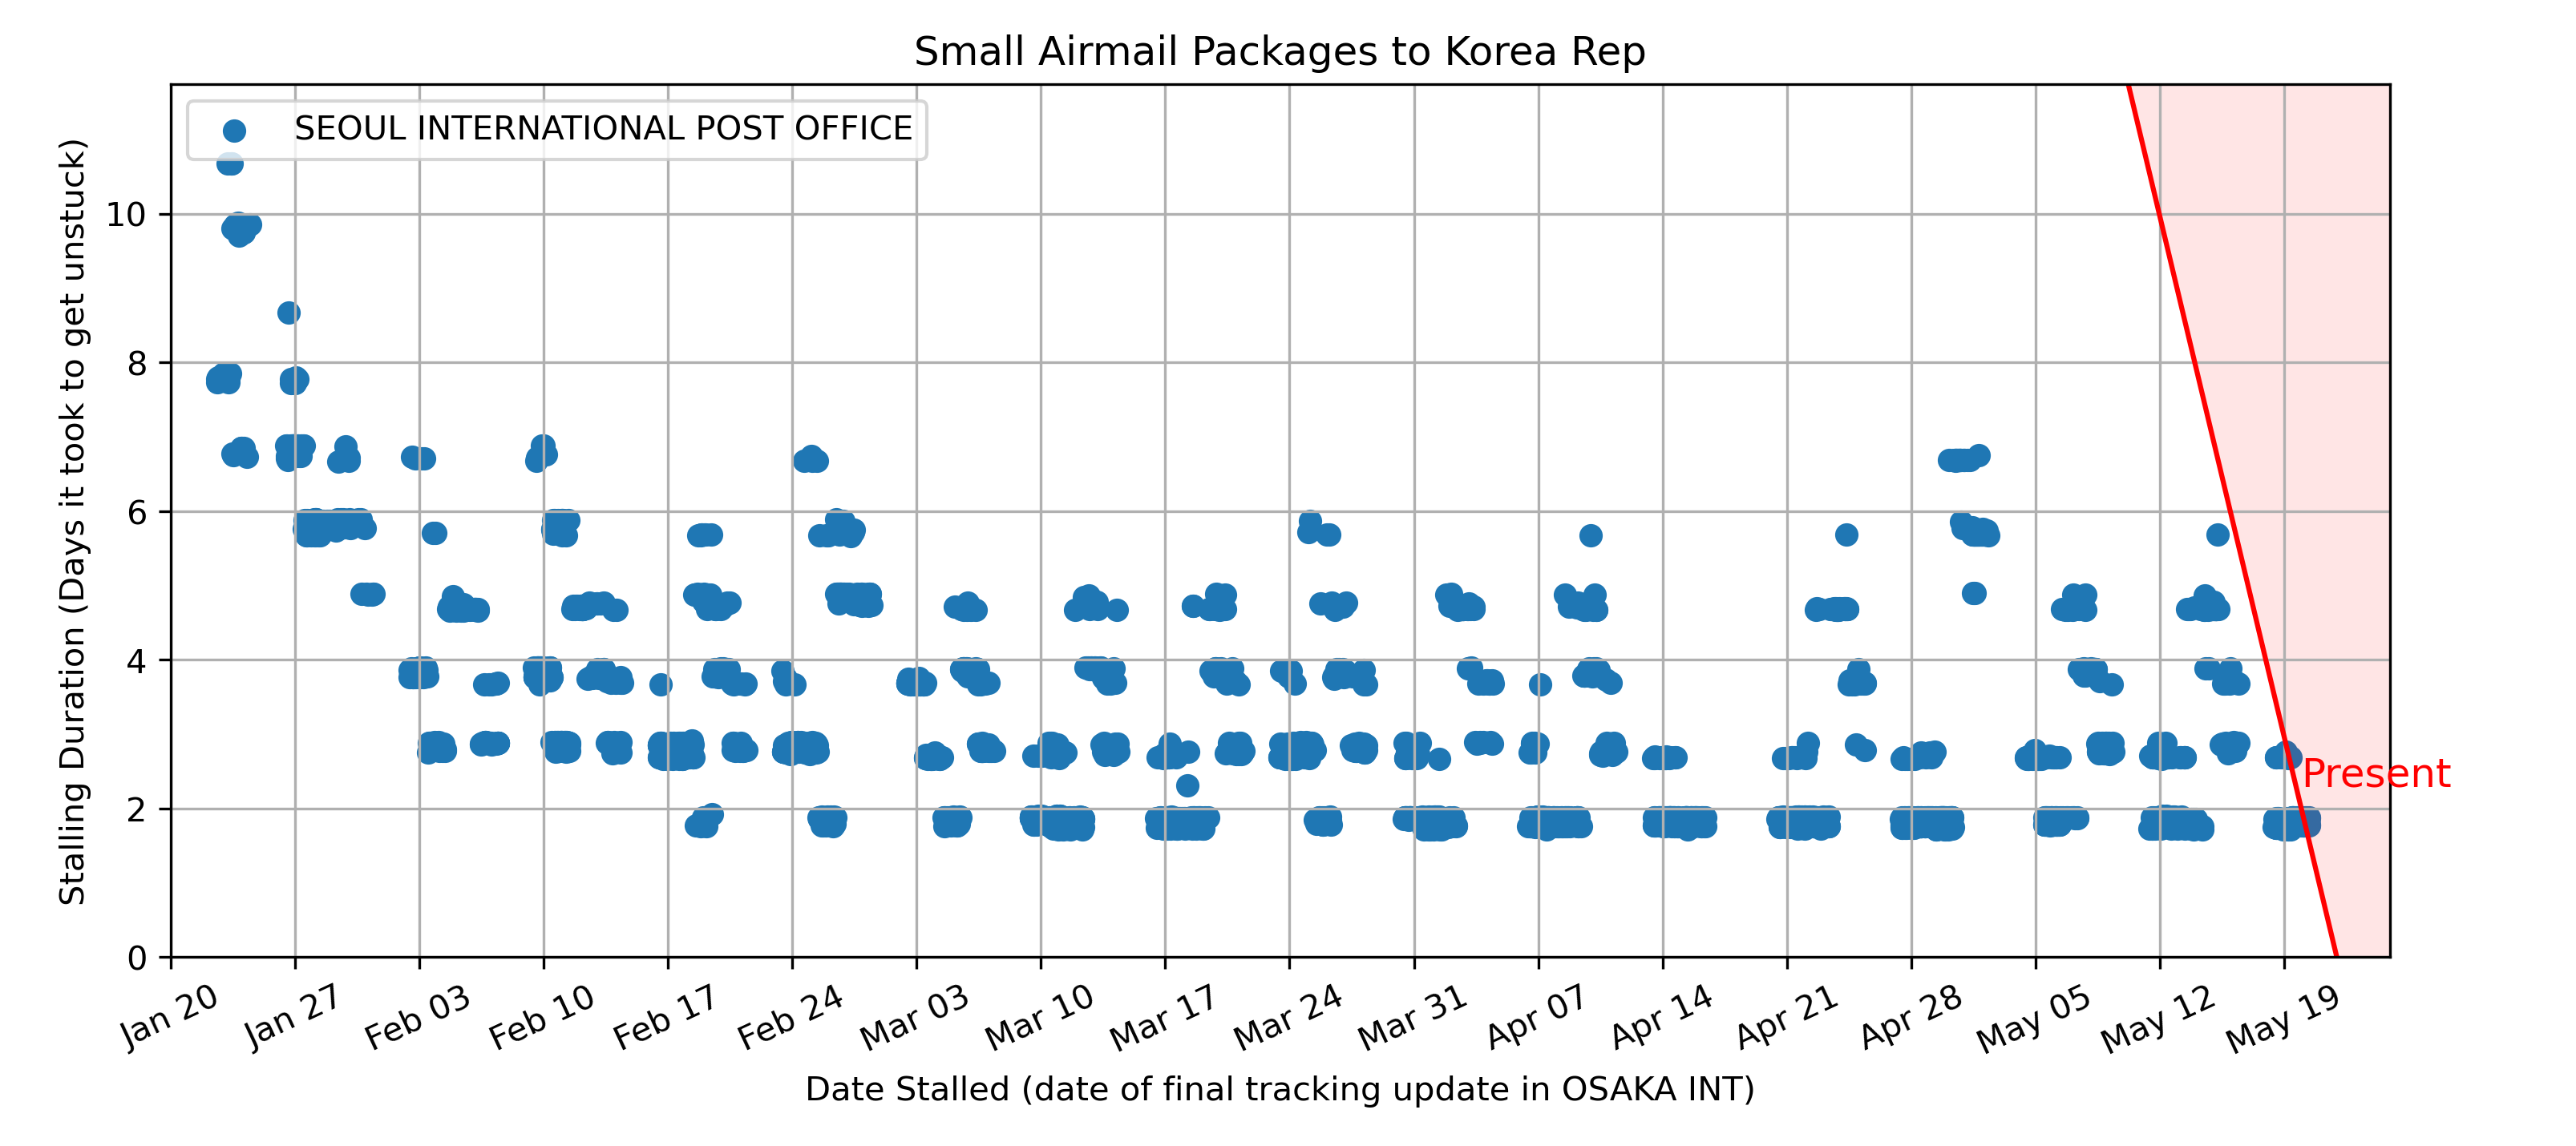 Small Airmail Packages to Korea Rep
SEOUL INTERNATIONAL POST OFFICE
Stalling Duration (Days it took to get unstuck)
10
8
6
4
2
0
Present
Jan 20
Jan 27
Feb 03
Feb 10
Feb 17
Feb 24
Mar 03
Mar 10
Mar 17
Mar 24
Mar 31
Apr 07
Apr 14
Apr 21
Apr 28
May 05
May 12
May 19
Date Stalled (date of final tracking update in OSAKA INT)